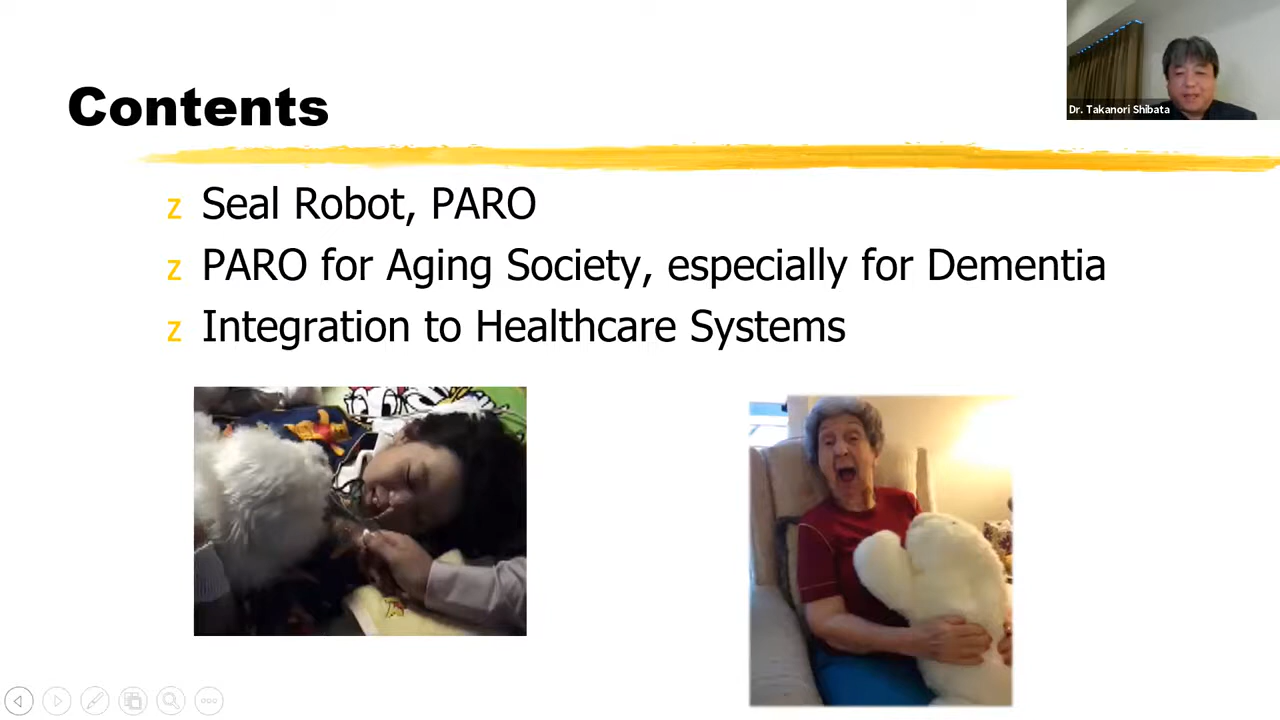 Contents
Dr. Takanori Shibata
z Seal Robot, PARO
z PARO for Aging Society, especially for Dementia
z Integration to Healthcare Systems